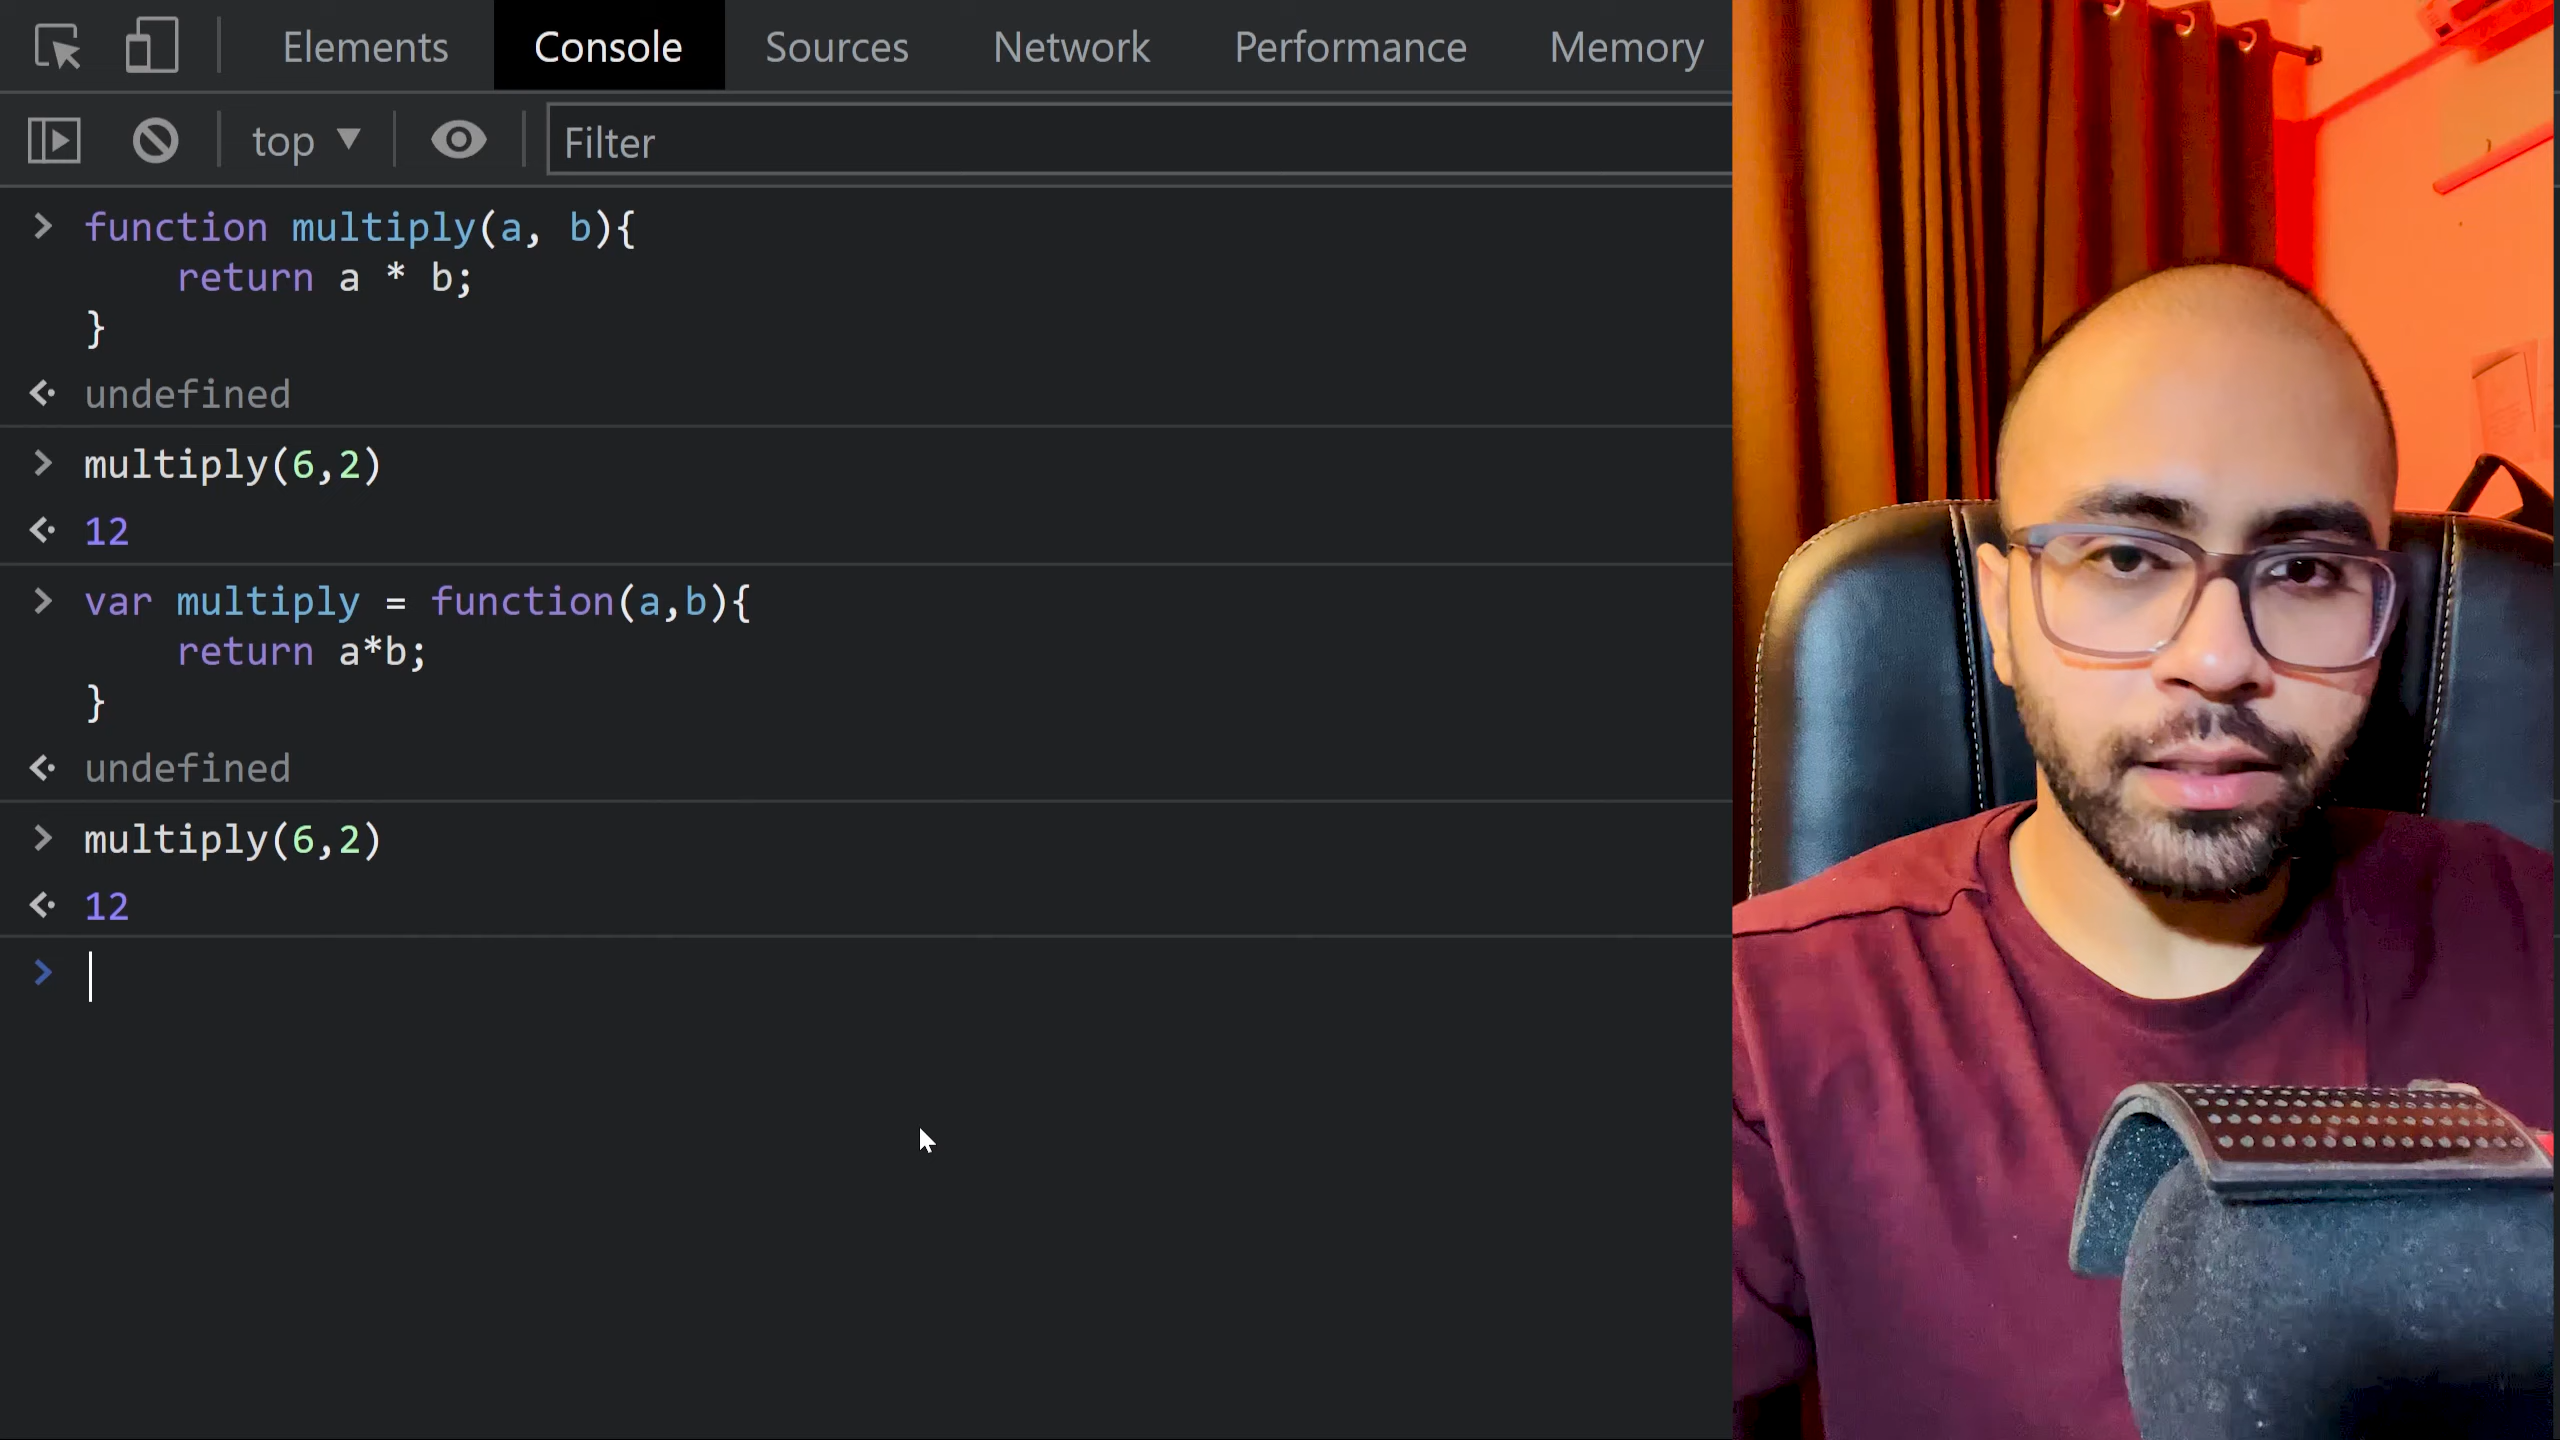 Elements Console Sources Network Performance Memory
top Filter
function multiply(a, b){
    return a * b;
}
undefined
multiply(6,2)
12
var multiply = function(a,b){
    return a*b;
}
undefined
multiply(6,2)
12